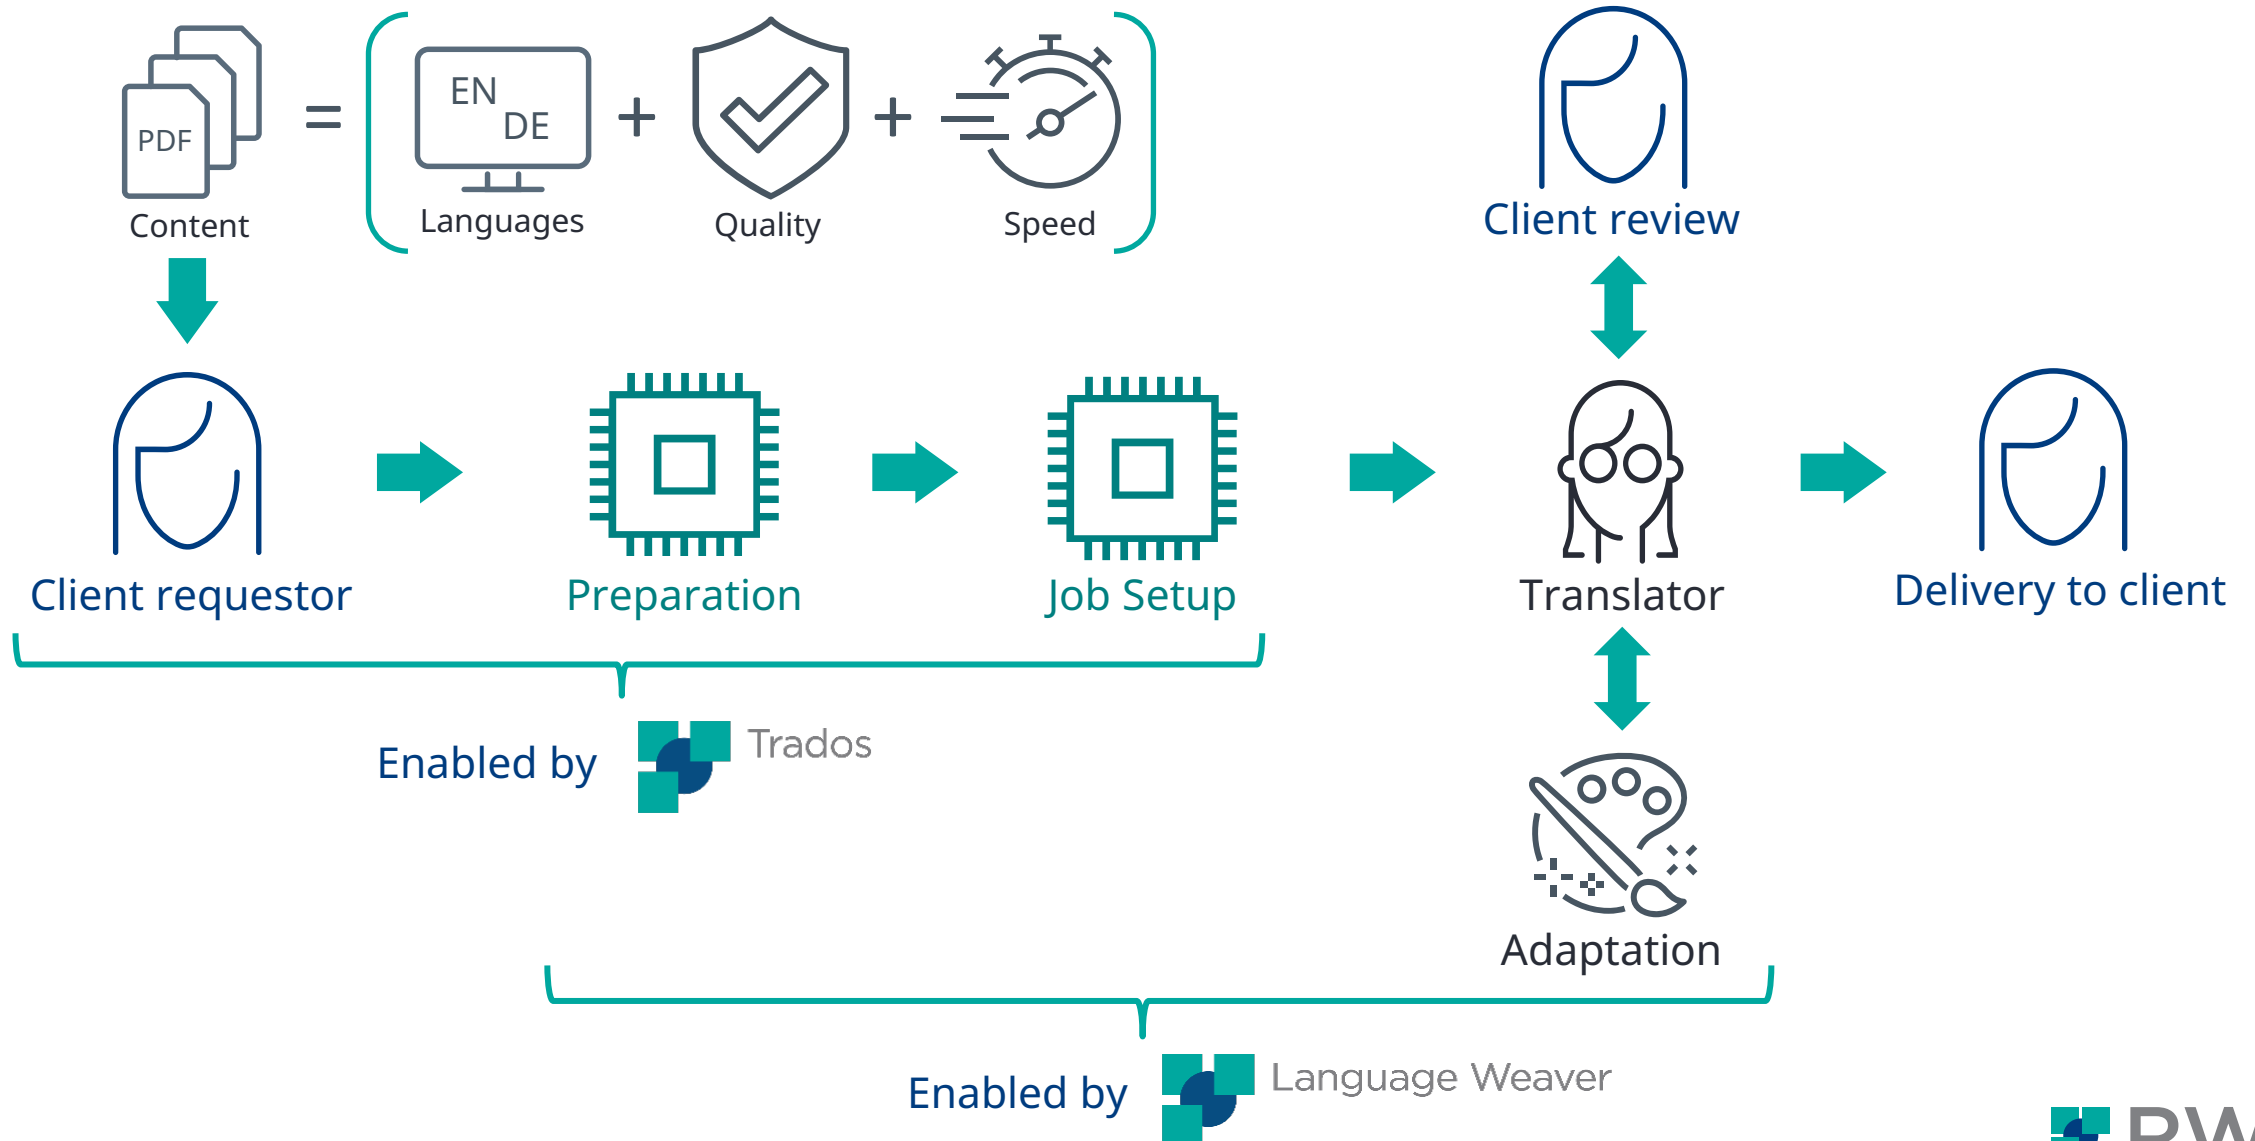 PDF
=
EN
DE
+
+
Content
Languages
Quality
Speed
Client review
Client requestor
Preparation
Job Setup
Translator
Delivery to client
Enabled by
Trados
Adaptation
Enabled by
Language Weaver